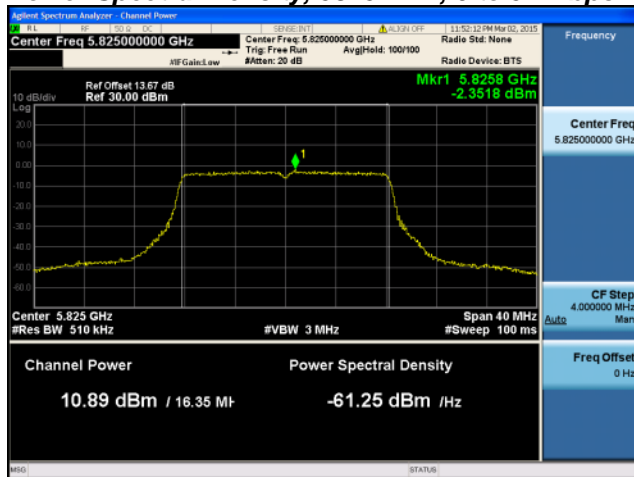 Agilent Spectrum Analyzer - Channel Power
RL RF 50 Ω DC SENSE:INT ALIGN OFF 11:52:12 PM Mar 02, 2015
Center Freq 5.825000000 GHz
Center Freq: 5.825000000 GHz
Radio Std: None
Trig: Free Run Avg|Hold: 100/100
#IFGain:Low #Atten: 20 dB Radio Device: BTS
Frequency
Mkr1 5.8258 GHz
-2.3518 dBm
Ref Offset 13.67 dB
10 dB/div Ref 30.00 dBm
Log
20.0
10.0
0.00
-10.0
-20.0
-30.0
-40.0
-50.0
-60.0
1
Center 5.825 GHz Span 40 MHz
#Res BW 510 kHz #VBW 3 MHz #Sweep 100 ms
Channel Power Power Spectral Density
10.89 dBm / 16.35 MH -61.25 dBm /Hz
Center Freq
5.825000000 GHz
CF Step
4.000000 MHz
Auto Man
Freq Offset
0 Hz
MSG STATUS